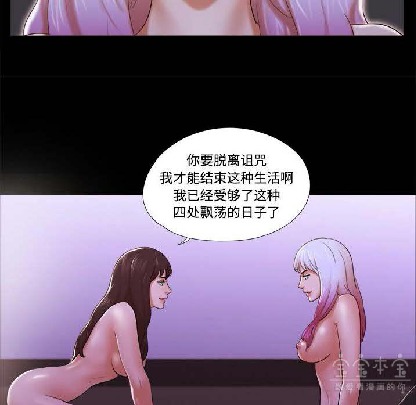 你要脱离诅咒
我才能结束这种生活啊
我已经受够了这种
四处飘荡的日子了